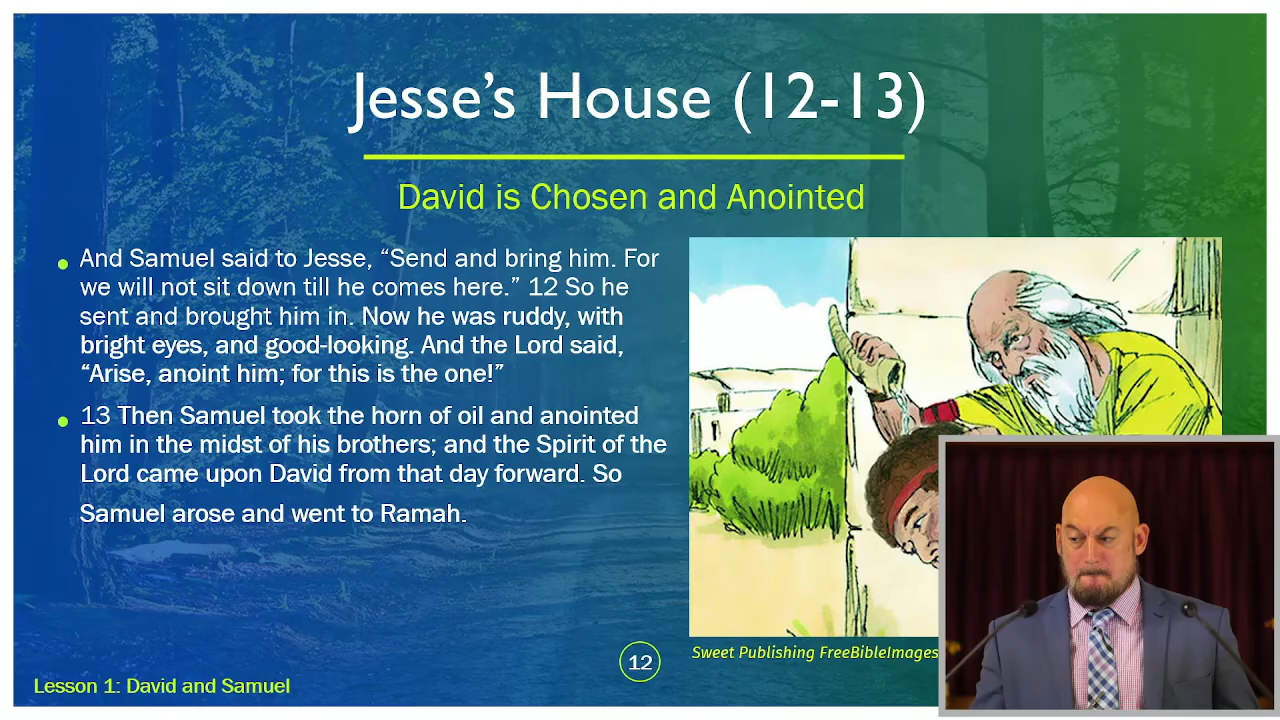 Jesse’s House (12-13)
David is Chosen and Anointed
And Samuel said to Jesse, “Send and bring him. For
we will not sit down till he comes here.” 12 So he
sent and brought him in. Now he was ruddy, with
bright eyes, and good-looking. And the Lord said,
“Arise, anoint him; for this is the one!”
13 Then Samuel took the horn of oil and anointed
him in the midst of his brothers; and the Spirit of the
Lord came upon David from that day forward. So
Samuel arose and went to Ramah.
Sweet Publishing FreeBibleImages
12
Lesson 1: David and Samuel